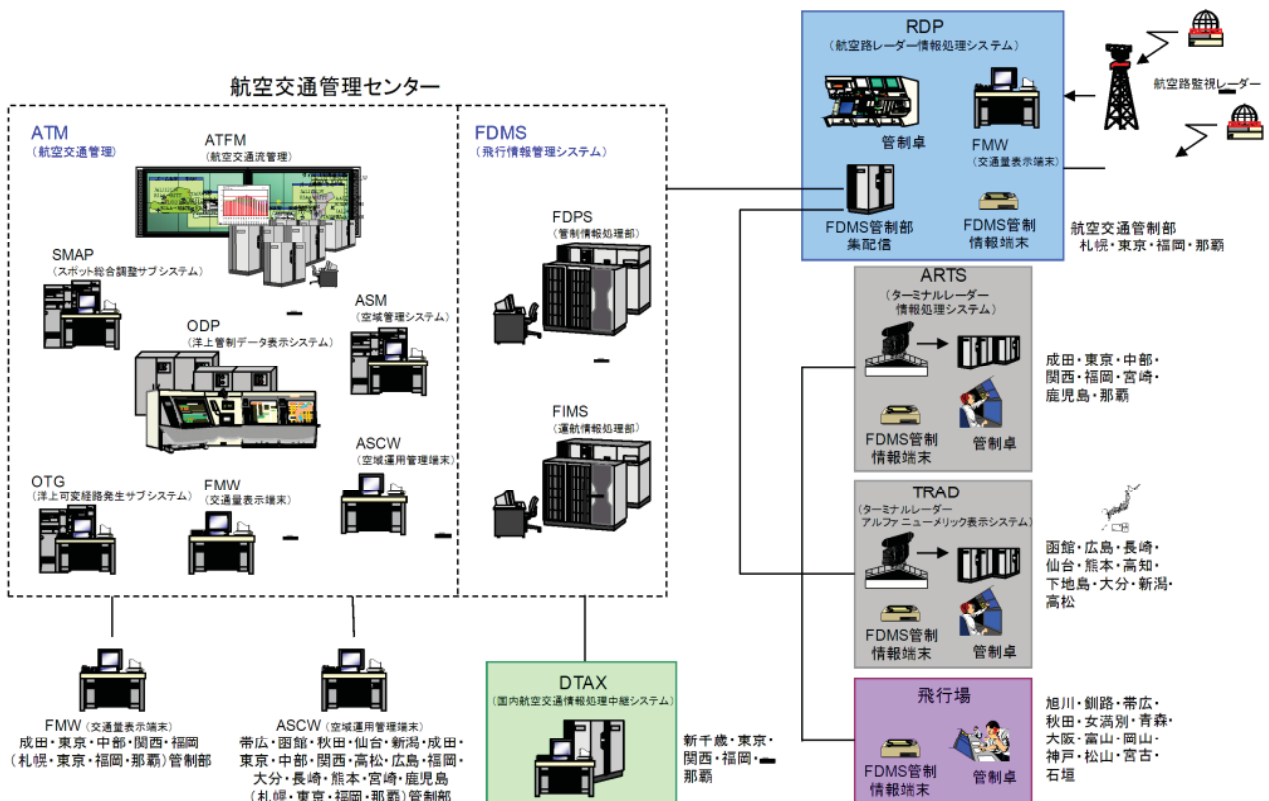 航空交通管理センター
ATM
(航空交通管理)
ATFM
(航空交通流管理)
SMAP
(スポット総合調整サブシステム)
ASM
(空域管理システム)
ODP
(洋上管制データ表示システム)
ASCW
(空域運用管理端末)
OTG
(洋上可変経路発生サブシステム)
FMW
(交通量表示端末)
FDMS
(飛行情報管理システム)
FDPS
(管制情報処理部)
FIMS
(運航情報処理部)
FMW(交通量表示端末)
成田・東京・中部・関西・福岡
(札幌・東京・福岡・那覇)管制部
ASCW(空域運用管理端末)
帯広・函館・秋田・仙台・新潟・成田・
東京・中部・関西・高松・広島・福岡・
大分・長崎・熊本・宮崎・鹿児島
(札幌・東京・福岡・那覇)管制部
DTAX
(国内航空交通情報処理中継システム)
新千歳・東京・
関西・福岡・
那覇
RDP
(航空路レーダー情報処理システム)
管制卓
FMW
(交通量表示端末)
FDMS管制部
集配信
FDMS管制
情報端末
航空路監視レーダー
航空交通管制部
札幌・東京・福岡・那覇
ARTS
(ターミナルレーダー
情報処理システム)
FDMS管制
情報端末
管制卓
成田・東京・中部・
関西・福岡・宮崎・
鹿児島・那覇
TRAD
(ターミナルレーダー
アルファニューメリック表示システム)
FDMS管制
情報端末
管制卓
函館・広島・長崎・
仙台・熊本・高知・
下地島・大分・新潟・
高松
飛行場
FDMS管制
情報端末
管制卓
旭川・釧路・帯広・
秋田・女満別・青森・
大阪・富山・岡山・
神戸・松山・宮古・
石垣